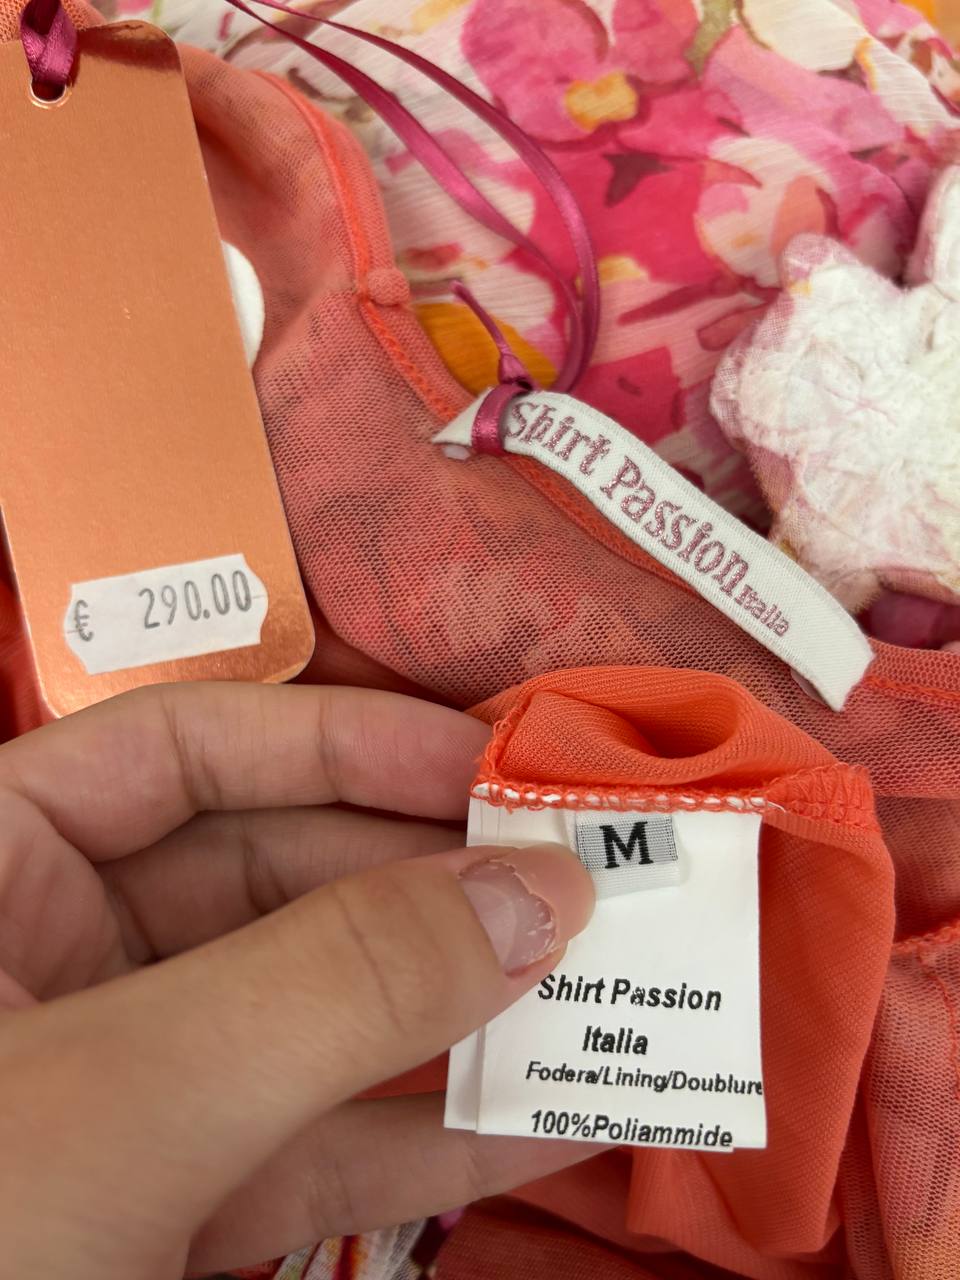 € 290.00
Shirt Passion Italia
M
Shirt Passion
Italia
Fodera/Lining/Doublure
100%Poliammide